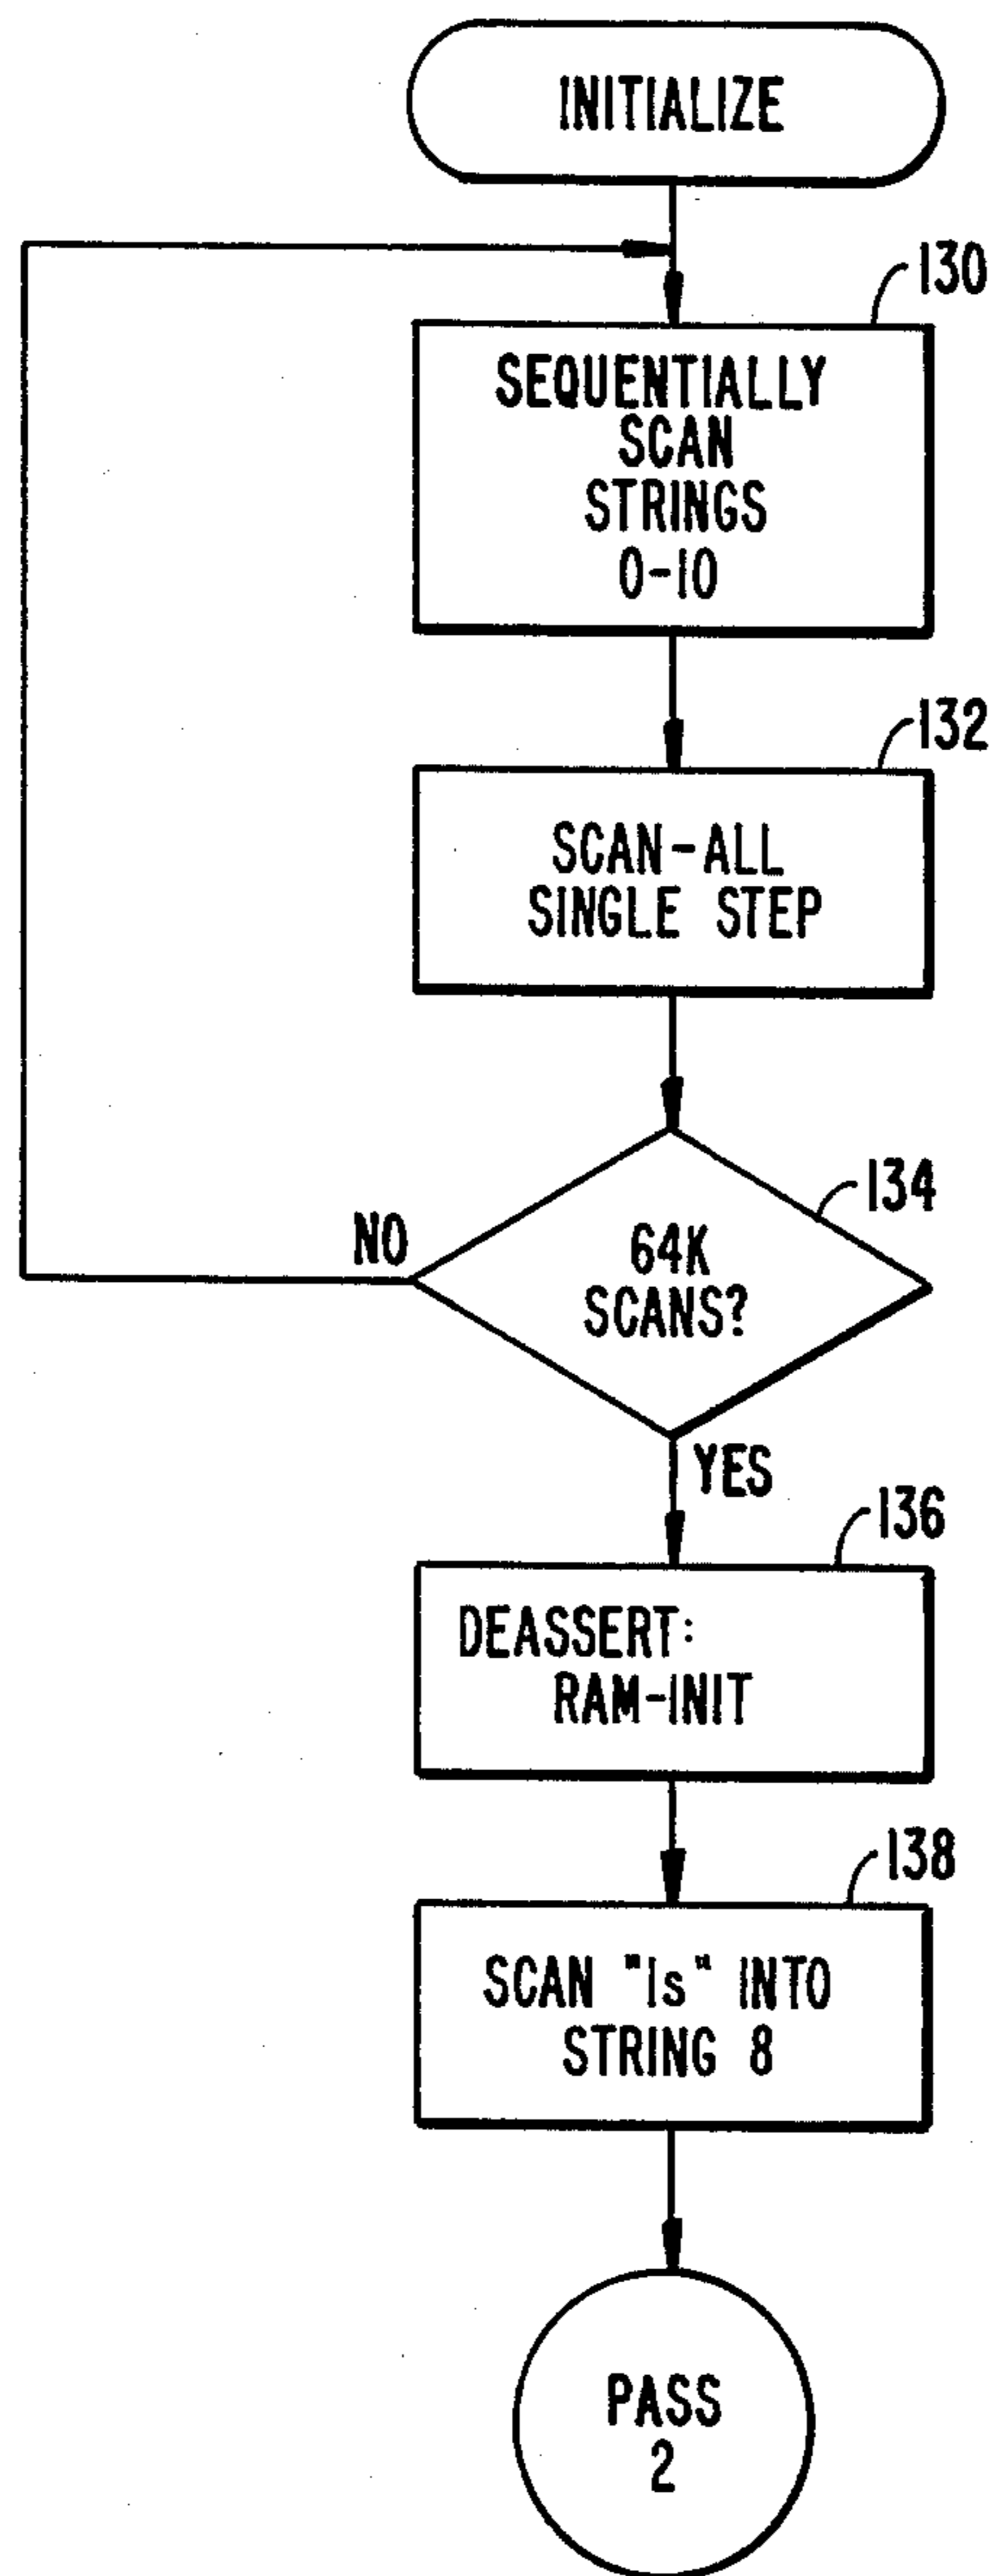 INITIALIZE
130
SEQUENTIALLY
SCAN
STRINGS
0-10
132
SCAN-ALL
SINGLE STEP
134
NO
64K
SCANS?
YES
136
DEASSERT:
RAM-INIT
138
SCAN "1s" INTO
STRING 8
PASS
2